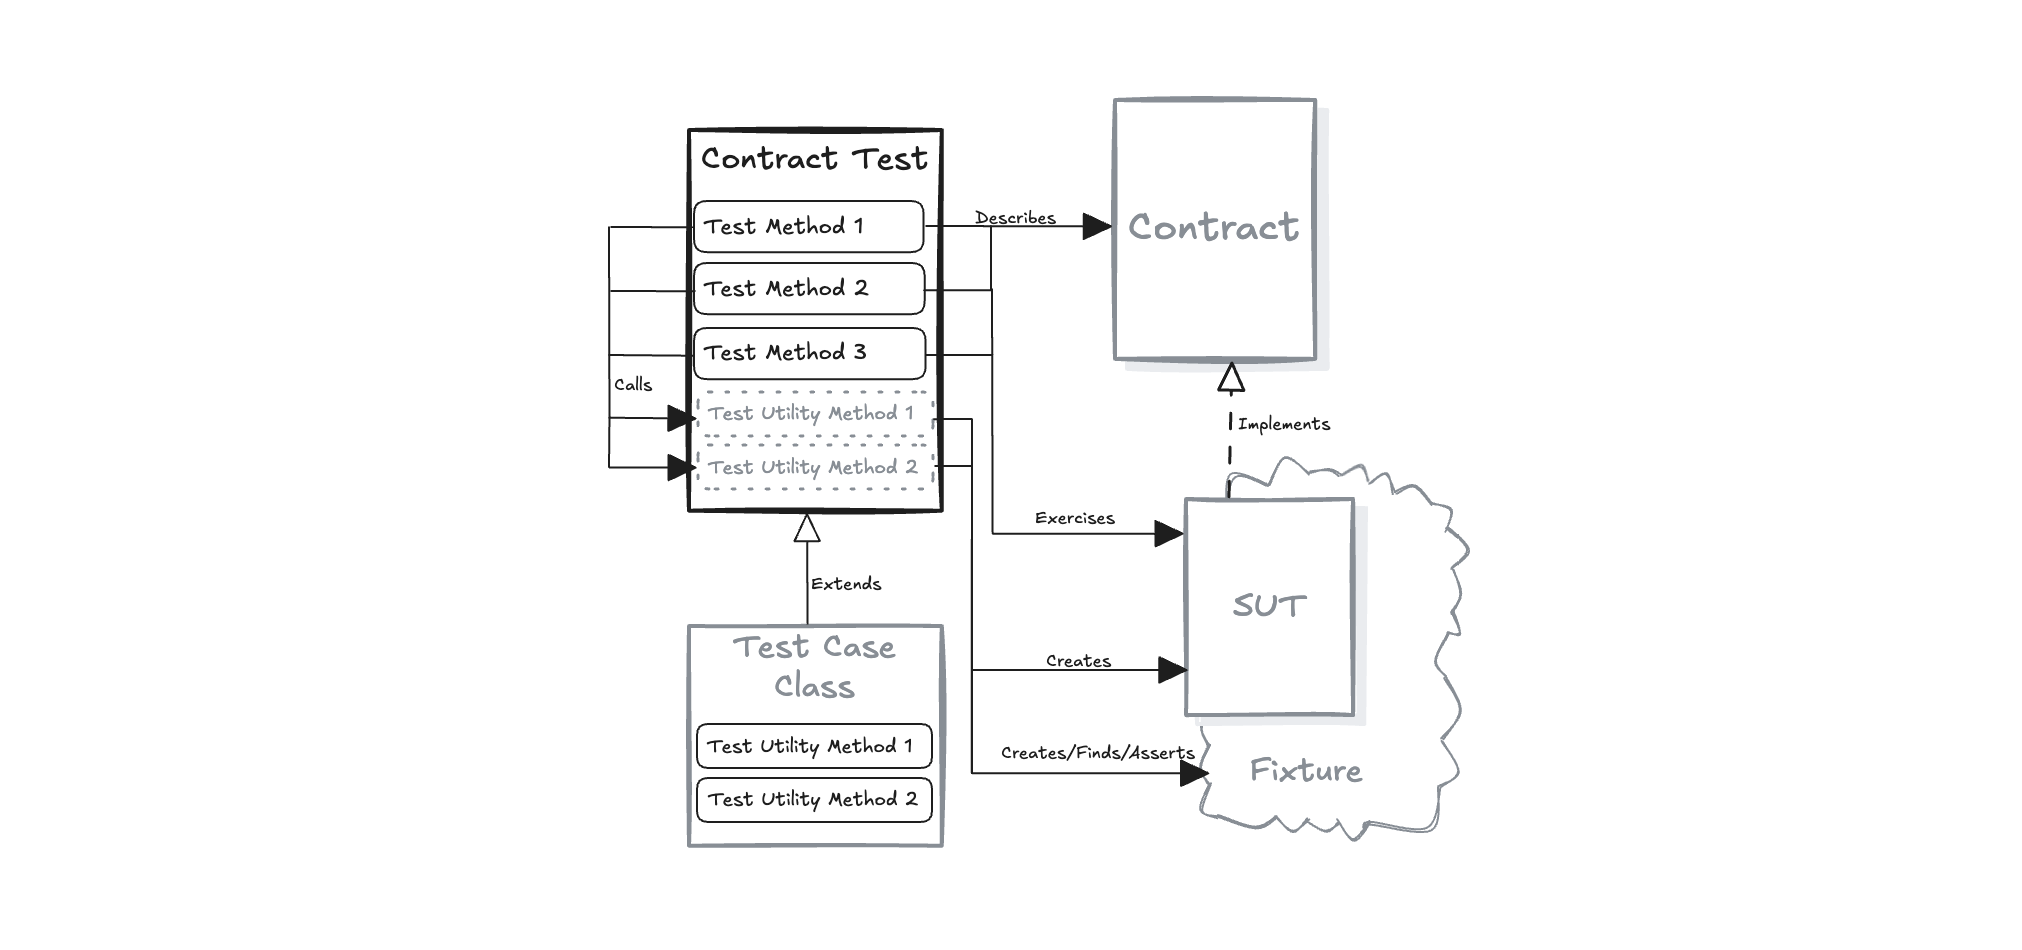 Contract Test
Test Method 1
Test Method 2
Test Method 3
Calls
Test Utility Method 1
Test Utility Method 2
Describes
Contract
Implements
Exercises
SUT
Extends
Test Case
Class
Test Utility Method 1
Test Utility Method 2
Creates
Creates/Finds/Asserts
Fixture